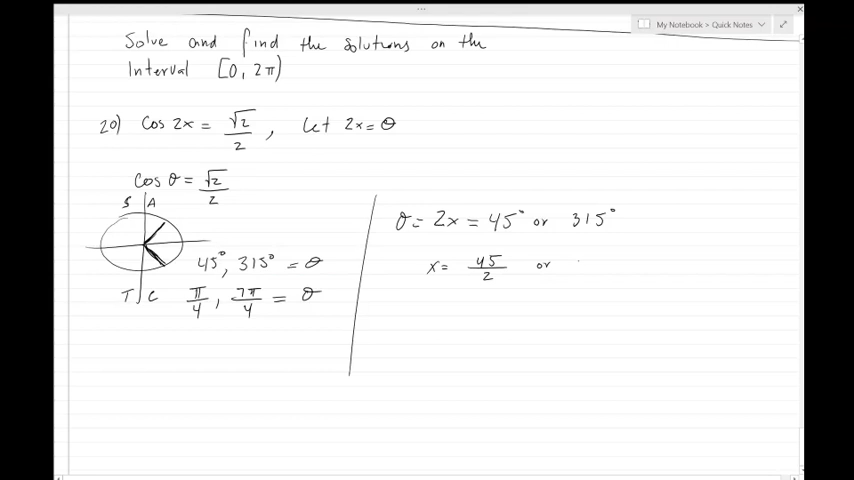 My Notebook > Quick Notes
Solve and find the solutions on the
Interval [0, 2π)
20) Cos 2x = √2/2 , Let 2x = θ
Cos θ = √2/2
S A
T C
45°, 315° = θ
π/4 , 7π/4 = θ
θ = 2x = 45° or 315°
x = 45/2 or